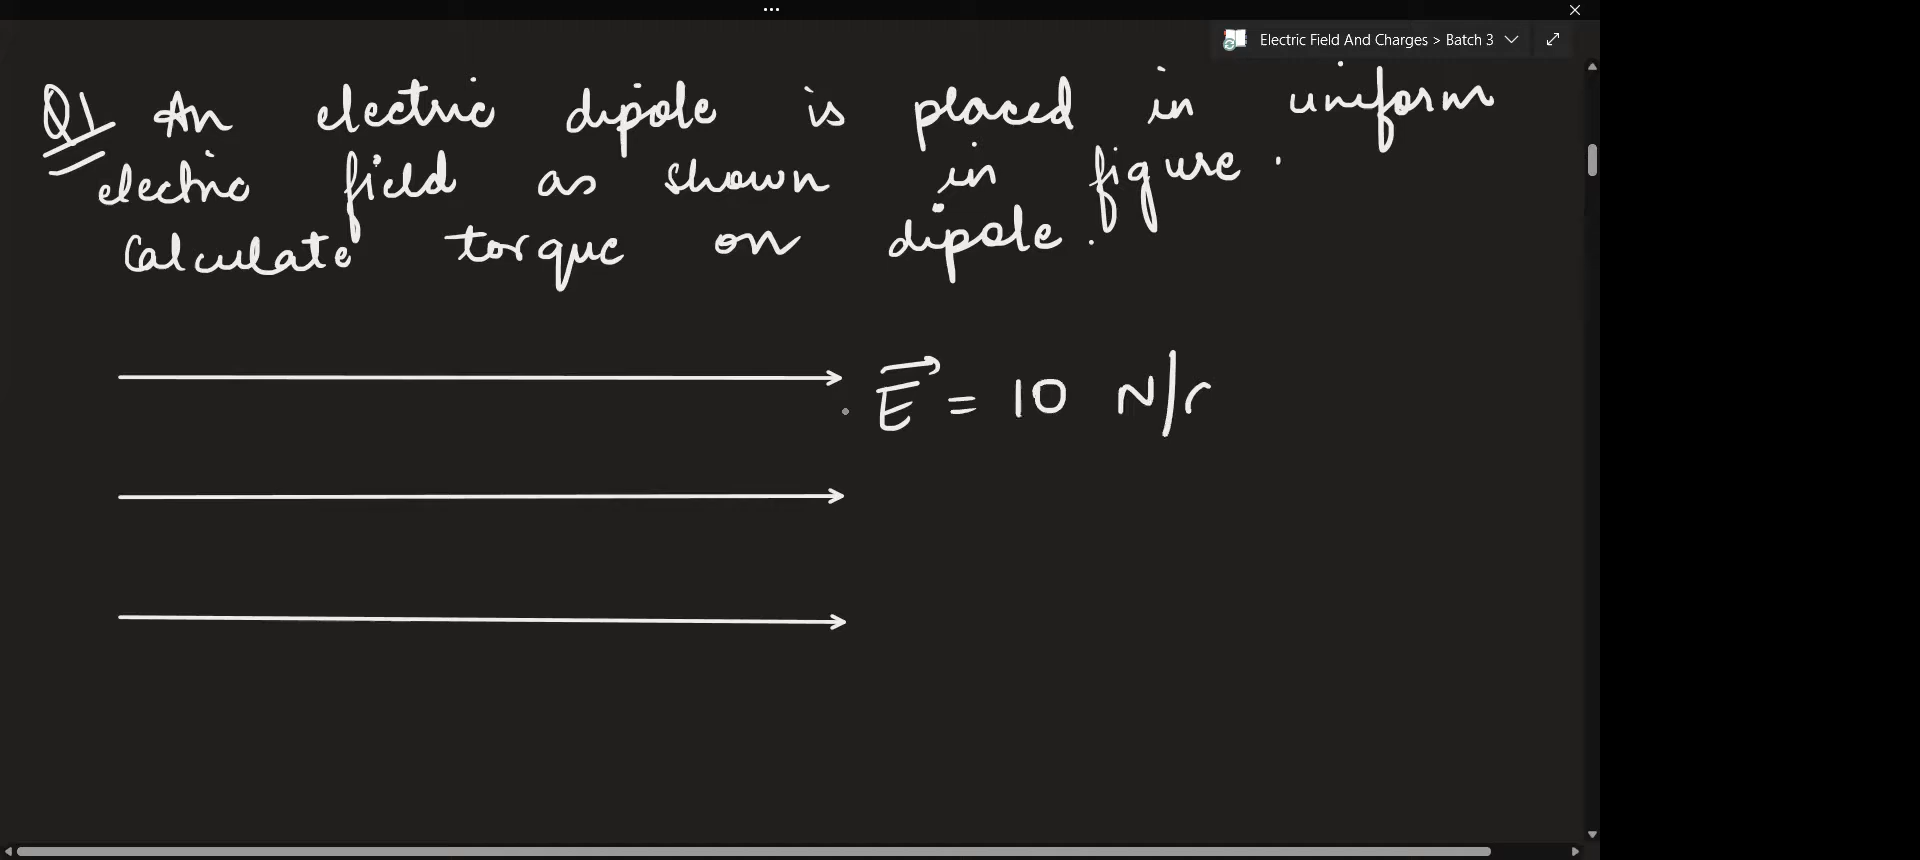 Electric Field And Charges > Batch 3
Q1 An electric dipole is placed in uniform
electric field as shown in figure.
Calculate torque on dipole.
E = 10 N/